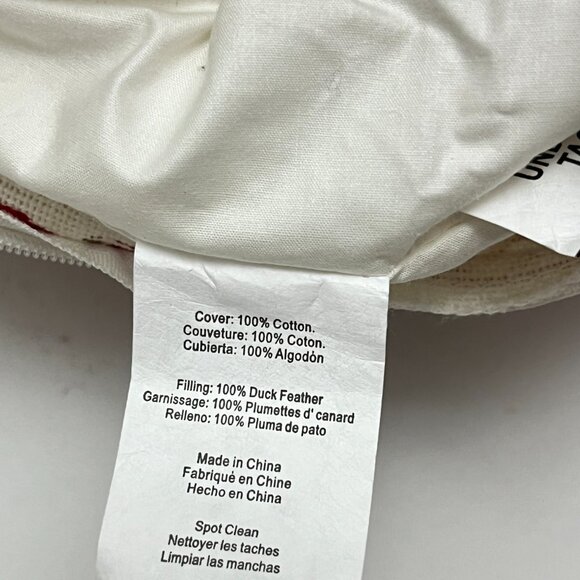 Cover: 100% Cotton.
Couveture: 100% Coton.
Cubierta: 100% Algodón
Filling: 100% Duck Feather
Garnissage: 100% Plumettes d' canard
Relleno: 100% Pluma de pato
Made in China
Fabriqué en Chine
Hecho en China
Spot Clean
Nettoyer les taches
Limpiar las manchas